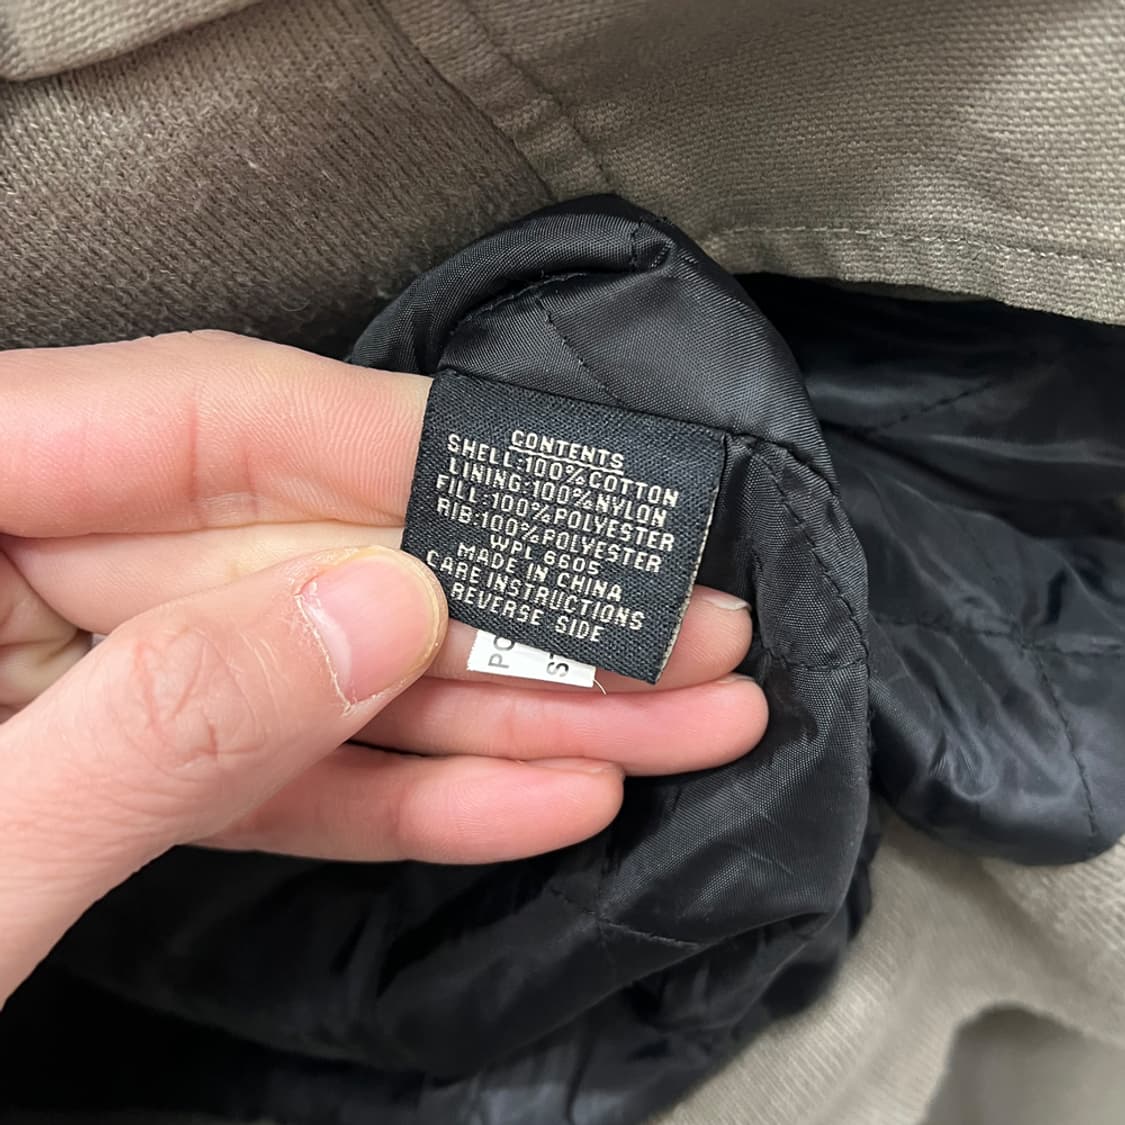 CONTENTS
SHELL:100%COTTON
LINING:100%NYLON
FILL:100%POLYESTER
RIB:100%POLYESTER
WPL 6605
MADE IN CHINA
CARE INSTRUCTIONS
REVERSE SIDE